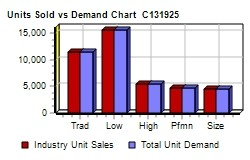 Units Sold vs Demand Chart C131925
15,000
10,000
5,000
0
Trad Low High Pfmn Size
Industry Unit Sales Total Unit Demand